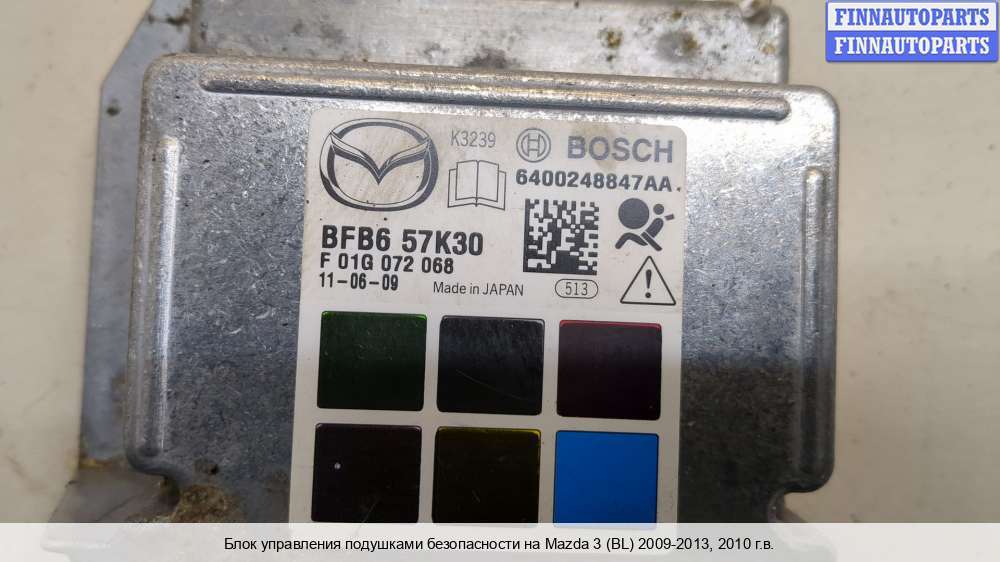 FINNAUTOPARTS
FINNAUTOPARTS
K3239
BOSCH
6400248847AA.
BFB6 57K30
F 01G 072 068
11-06-09
Made in JAPAN
513
Блок управления подушками безопасности на Mazda 3 (BL) 2009-2013, 2010 г.в.